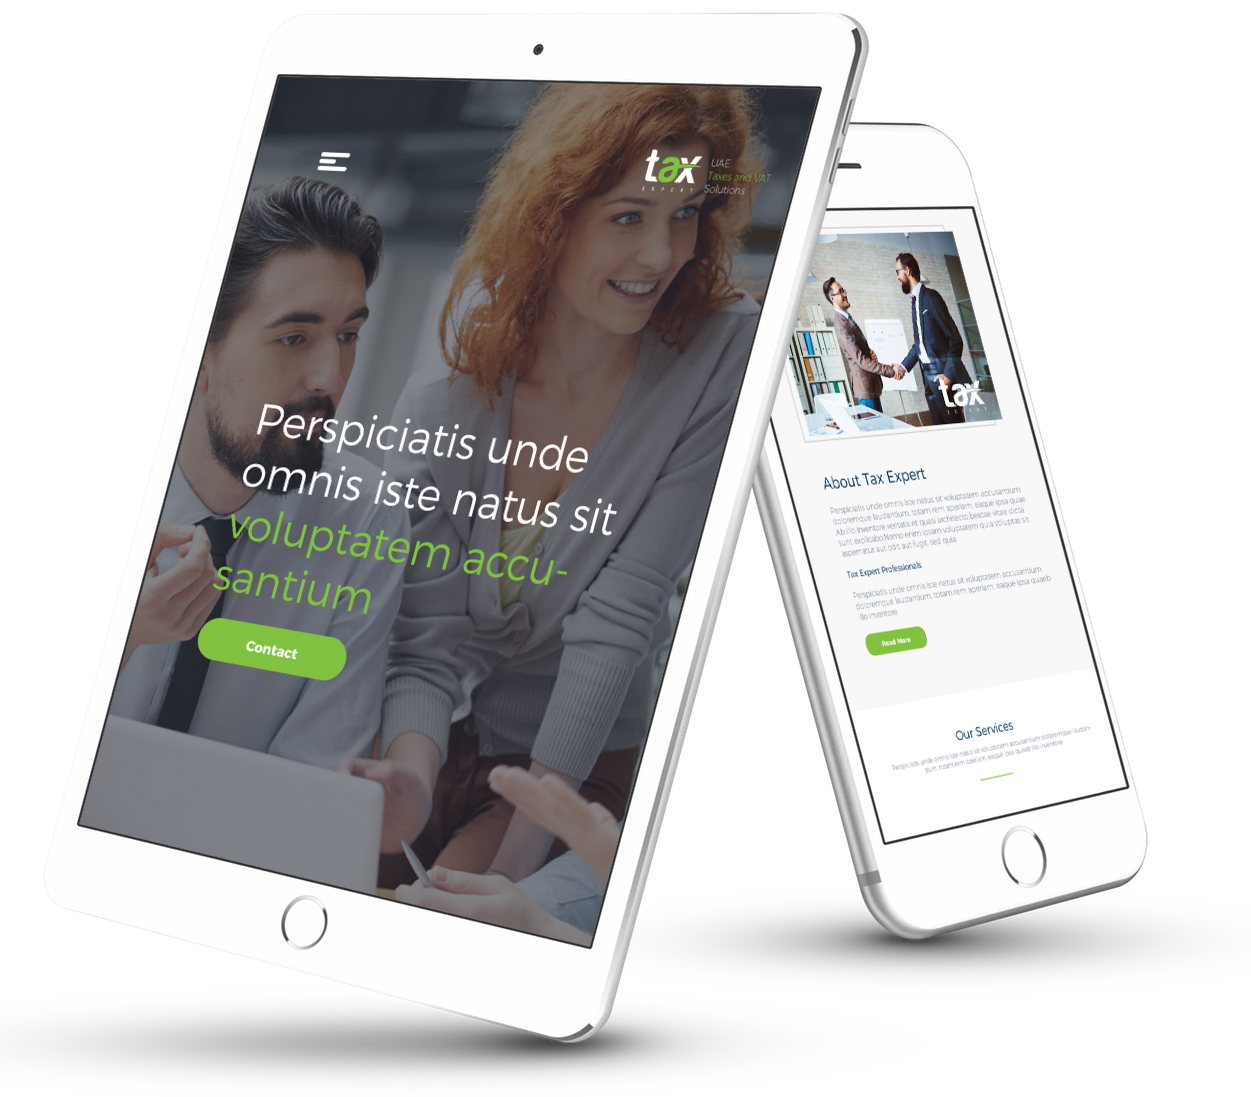 tax
EXPERT
UAE
Taxes and VAT
Solutions
Perspiciatis unde
omnis iste natus sit
voluptatem accu-
santium
Contact
tax
EXPERT
About Tax Expert
Perspiciatis unde omnis iste natus sit voluptatem accusantium
doloremque laudantium, totam rem aperiam, eaque ipsa quae.
Ab illo inventore veritatis et quasi architecto beatae vitae dicta
sunt explicabo.Nemo enim ipsam voluptatem quia voluptas sit
aspernatur aut odit aut fugit, sed quia.
Tax Expert Professionals
Perspiciatis unde omnis iste natus sit voluptatem accusantium
doloremque laudantium, totam rem aperiam, eaque ipsa quaeb
illo inventore
Read More
Our Services
Perspiciatis unde omnis iste natus sit voluptatem accusantium doloremque laudan-
tium, totam rem aperiam, eaque ipsa quaeb illo inventore